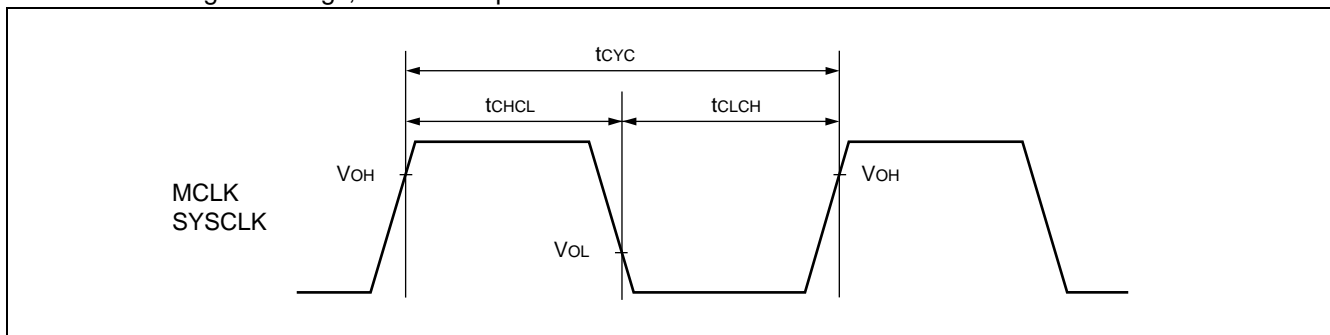 tCYC
tCHCL
tCLCH
VOH
VOH
MCLK
SYSCLK
VOL